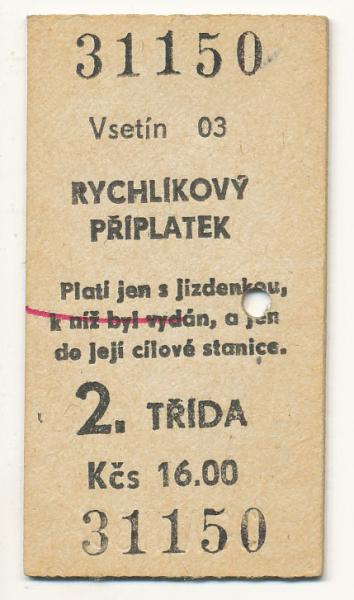 31150
Vsetín 03
RYCHLÍKOVÝ
PŘÍPLATEK
Platí jen s jízdenkou,
k níž byl vydán, a jen
do její cílové stanice.
2. TŘÍDA
Kčs 16.00
31150